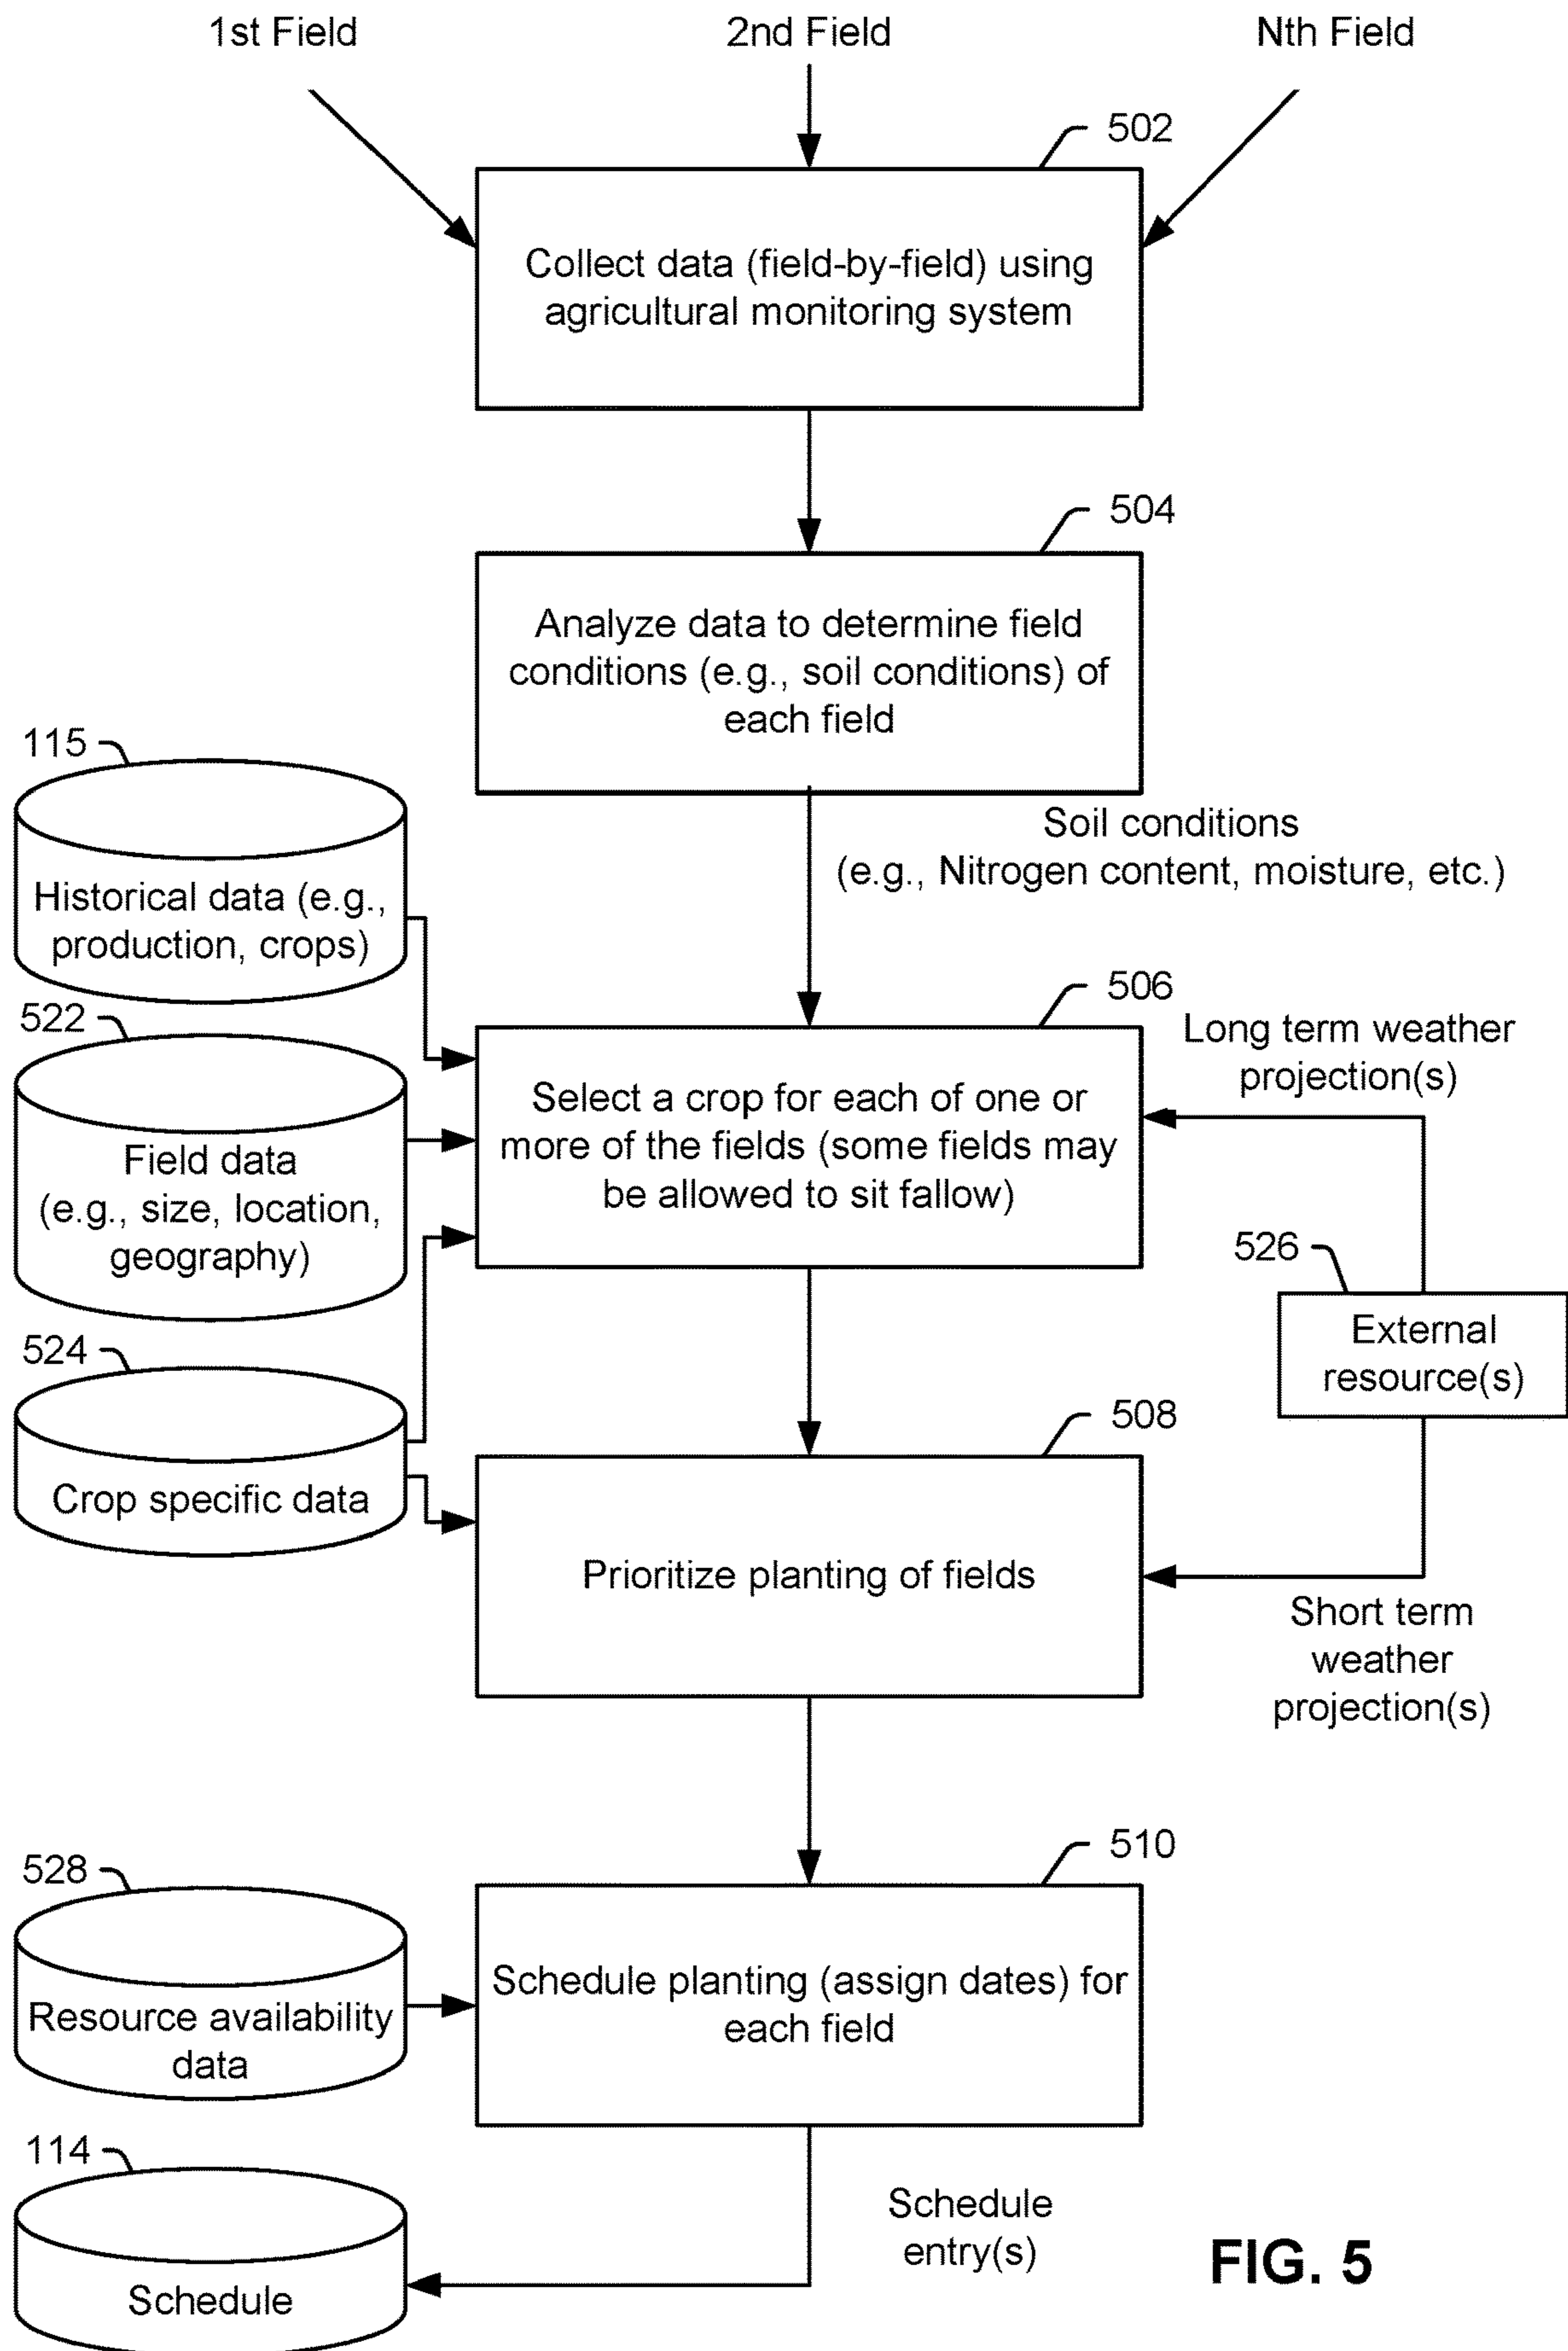 1st Field
2nd Field
Nth Field
502
Collect data (field-by-field) using
agricultural monitoring system
504
Analyze data to determine field
conditions (e.g., soil conditions) of
each field
115
Historical data (e.g.,
production, crops)
Soil conditions
(e.g., Nitrogen content, moisture, etc.)
522
Field data
(e.g., size, location,
geography)
506
Select a crop for each of one or
more of the fields (some fields may
be allowed to sit fallow)
Long term weather
projection(s)
526
External
resource(s)
524
Crop specific data
508
Prioritize planting of fields
Short term
weather
projection(s)
528
Resource availability
data
510
Schedule planting (assign dates) for
each field
114
Schedule
Schedule
entry(s)
FIG. 5